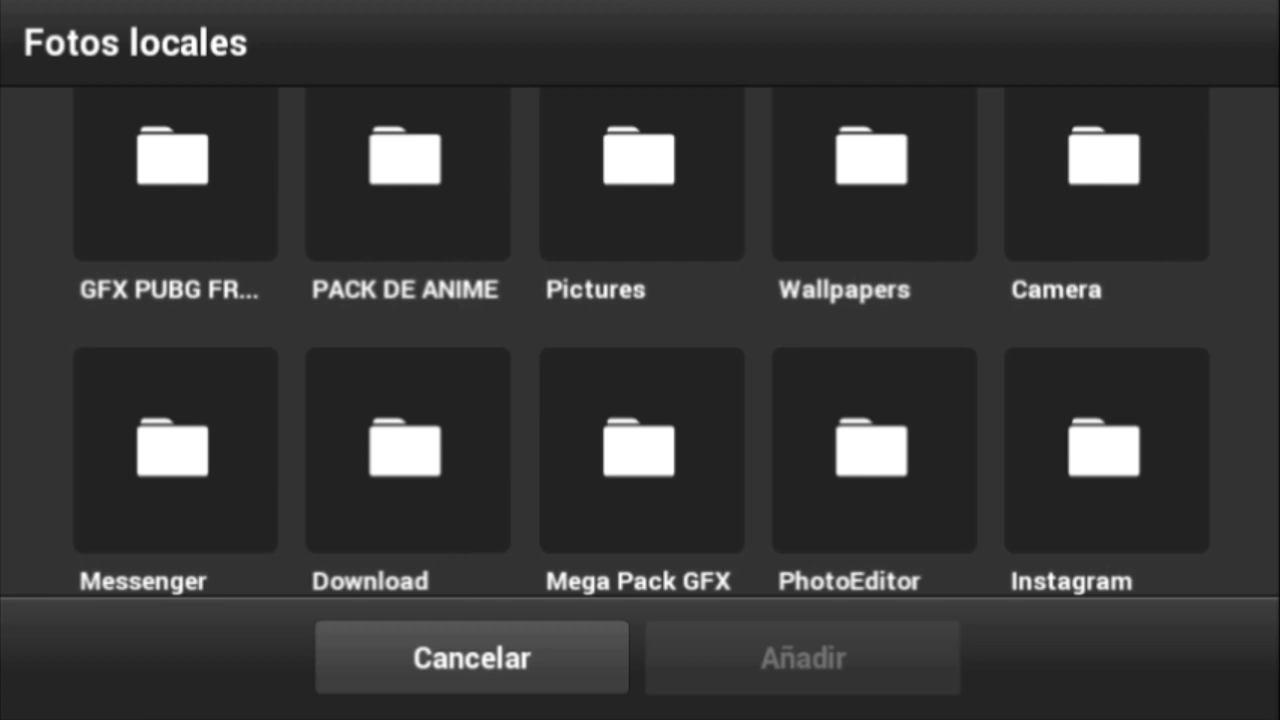 Fotos locales
GFX PUBG FR...
PACK DE ANIME
Pictures
Wallpapers
Camera
Messenger
Download
Mega Pack GFX
PhotoEditor
Instagram
Cancelar
Añadir